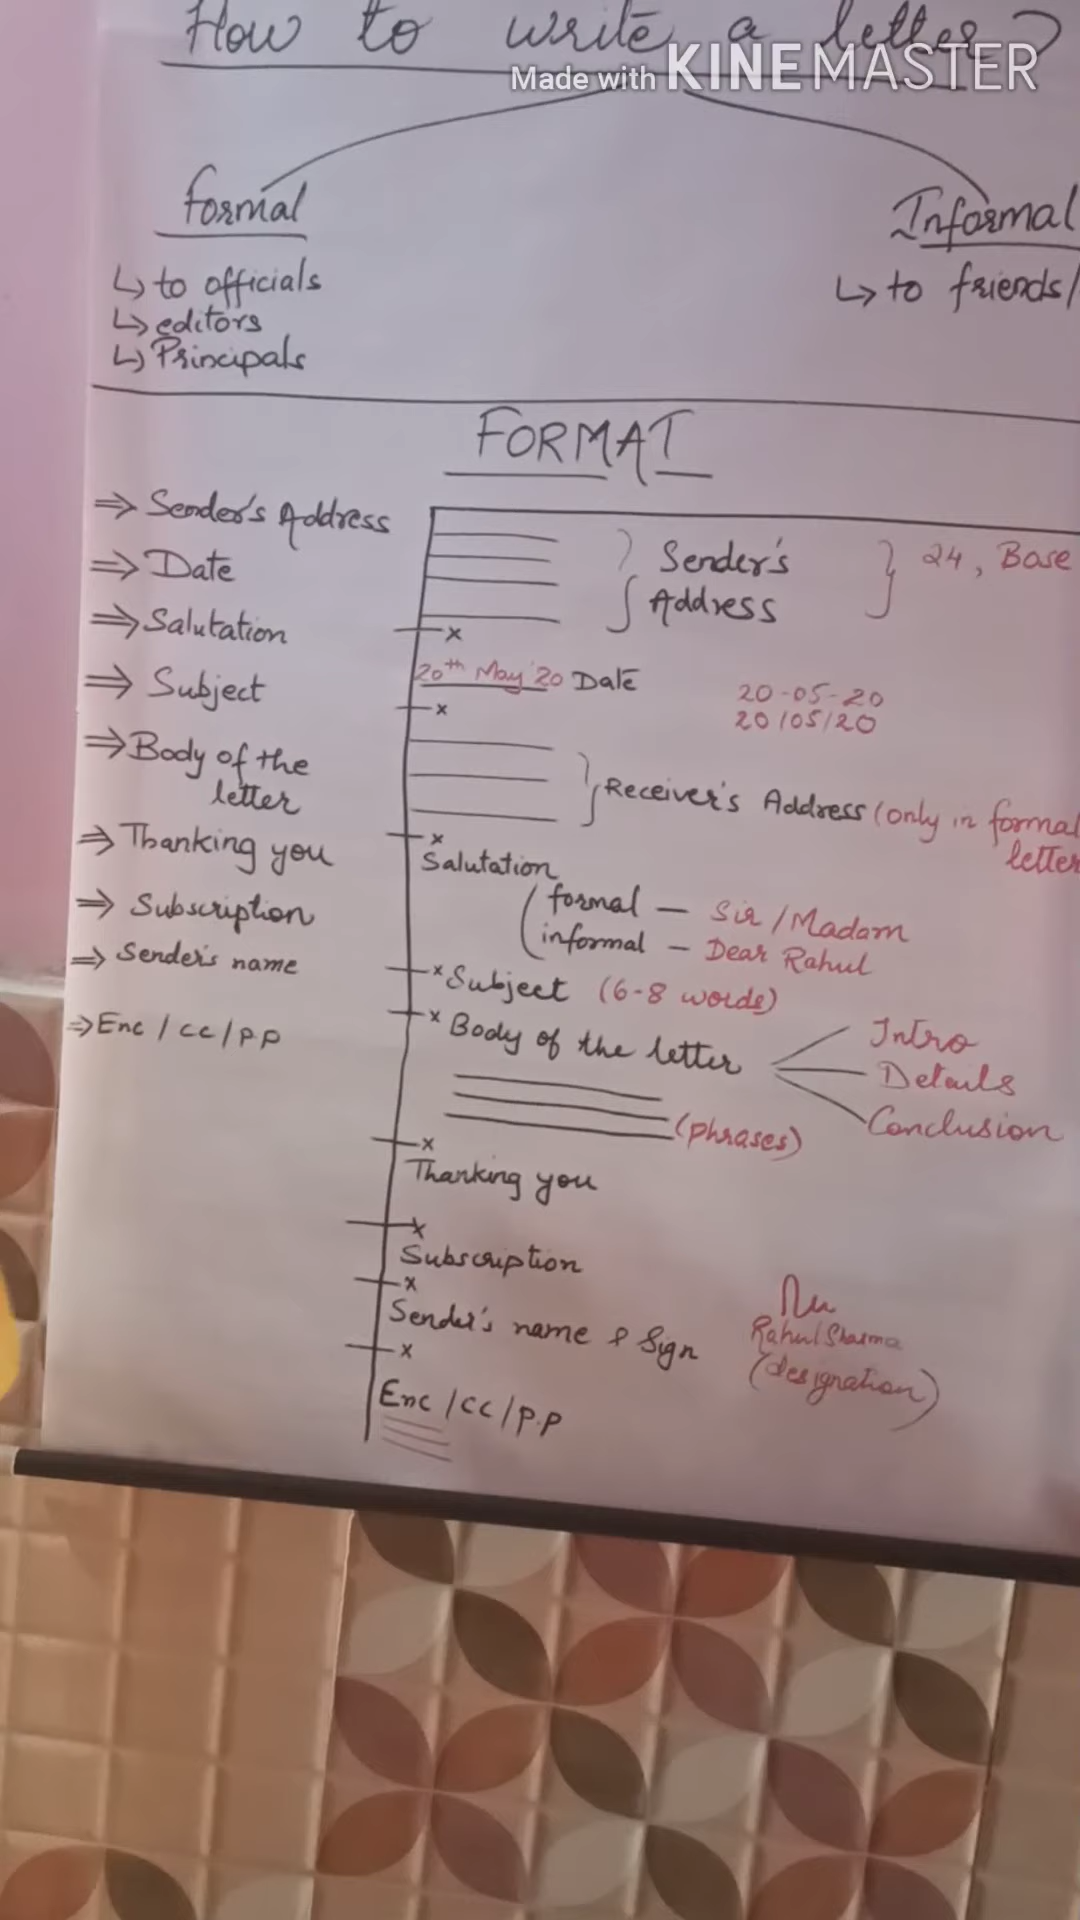 How to write a letter?
Made with KINEMASTER
Formal
Informal
↳ to officials
↳ to friends/
↳ editors
↳ Principals
FORMAT
⇒ Sender's Address
⇒ Date
⇒ Salutation
⇒ Subject
⇒ Body of the
letter
⇒ Thanking you
⇒ Subscription
⇒ Sender's name
⇒ Enc / cc / p.p
Sender's
Address
24, Base
x
20th May '20 Date
20-05-20
20/05/20
x
Receiver's Address (only in formal
letter
x
Salutation
formal — Sir / Madam
informal — Dear Rahul
x Subject (6-8 words)
x Body of the letter
Intro
Details
Conclusion
(phrases)
x
Thanking you
x
Subscription
x
Sender's name & Sign
Rahul Sharma
(designation)
x
Enc / cc / p.p